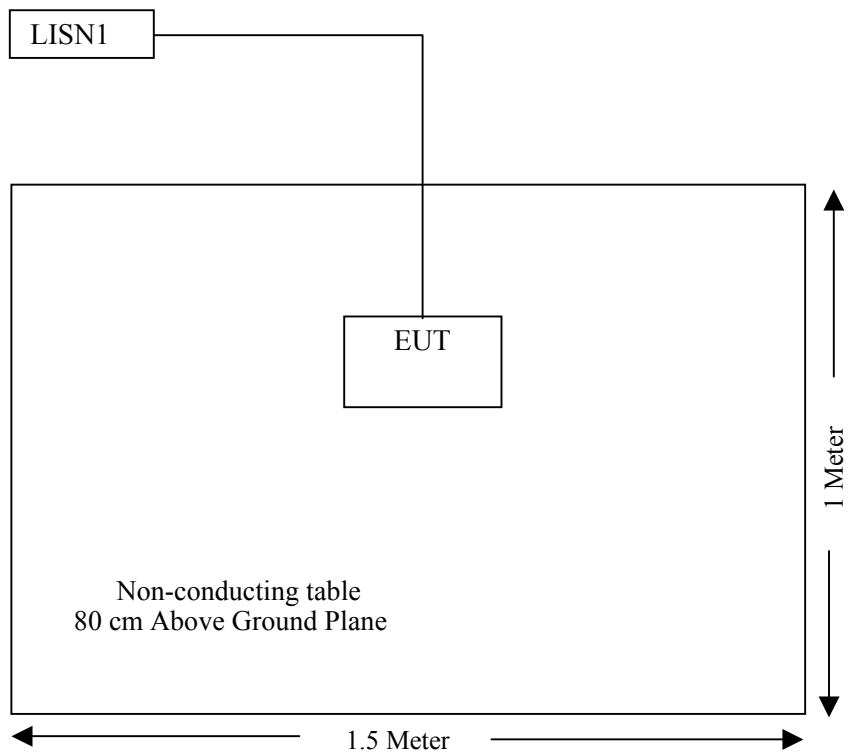 LISN1
EUT
1 Meter
Non-conducting table
80 cm Above Ground Plane
1.5 Meter